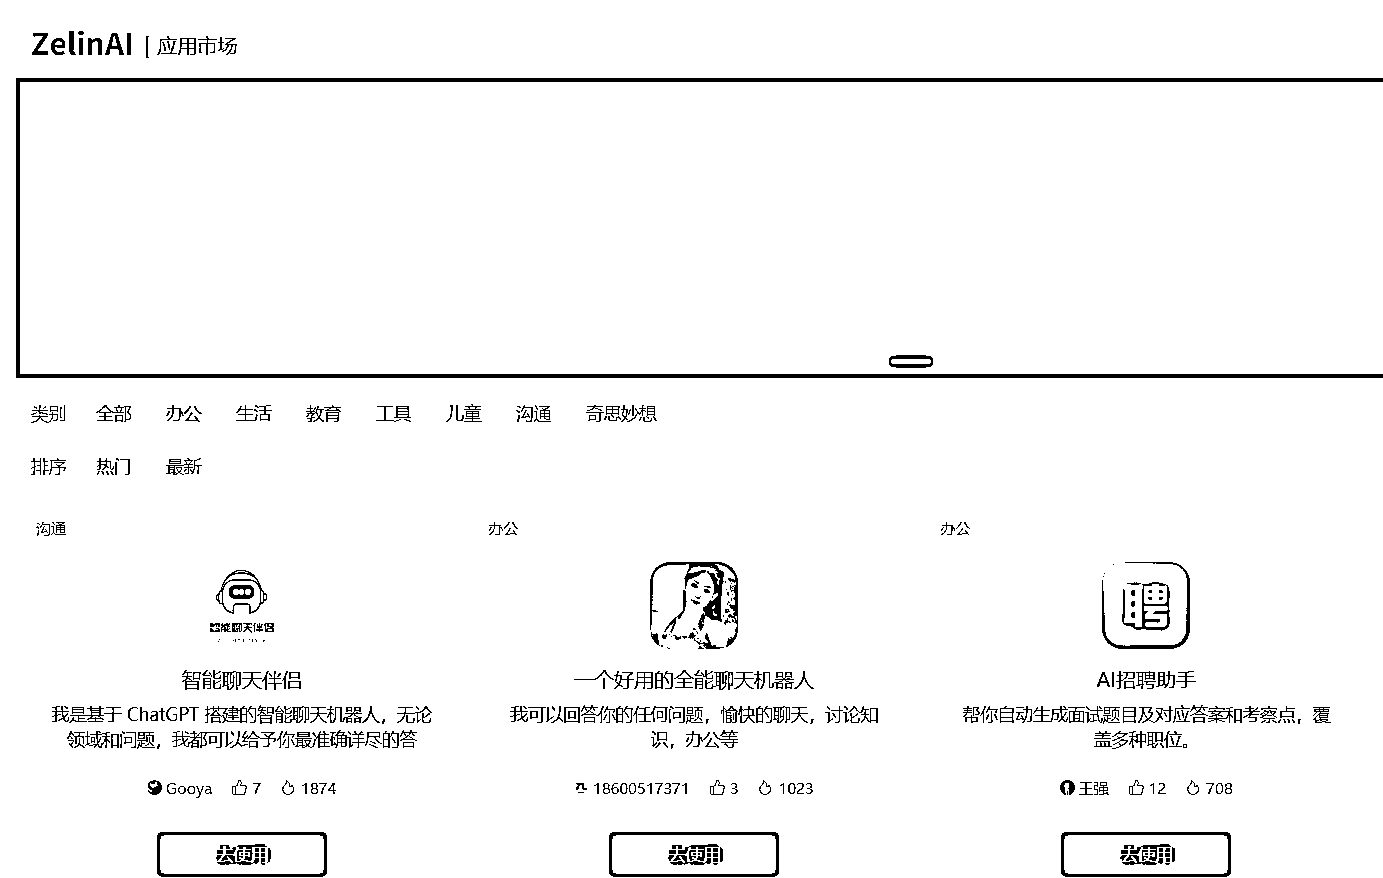 ZelinAI | 应用市场
类别 全部 办公 生活 教育 工具 儿童 沟通 奇思妙想
排序 热门 最新
沟通 办公 办公
智能聊天伴侣
智能聊天伴侣 一个好用的全能聊天机器人 AI招聘助手
我是基于 ChatGPT 搭建的智能聊天机器人，无论
领域和问题，我都可以给予你最准确详尽的答
我可以回答你的任何问题，愉快的聊天，讨论知
识，办公等
帮你自动生成面试题目及对应答案和考察点，覆
盖多种职位。
Gooya 7 1874
18600517371 3 1023
王强 12 708
去使用 去使用 去使用